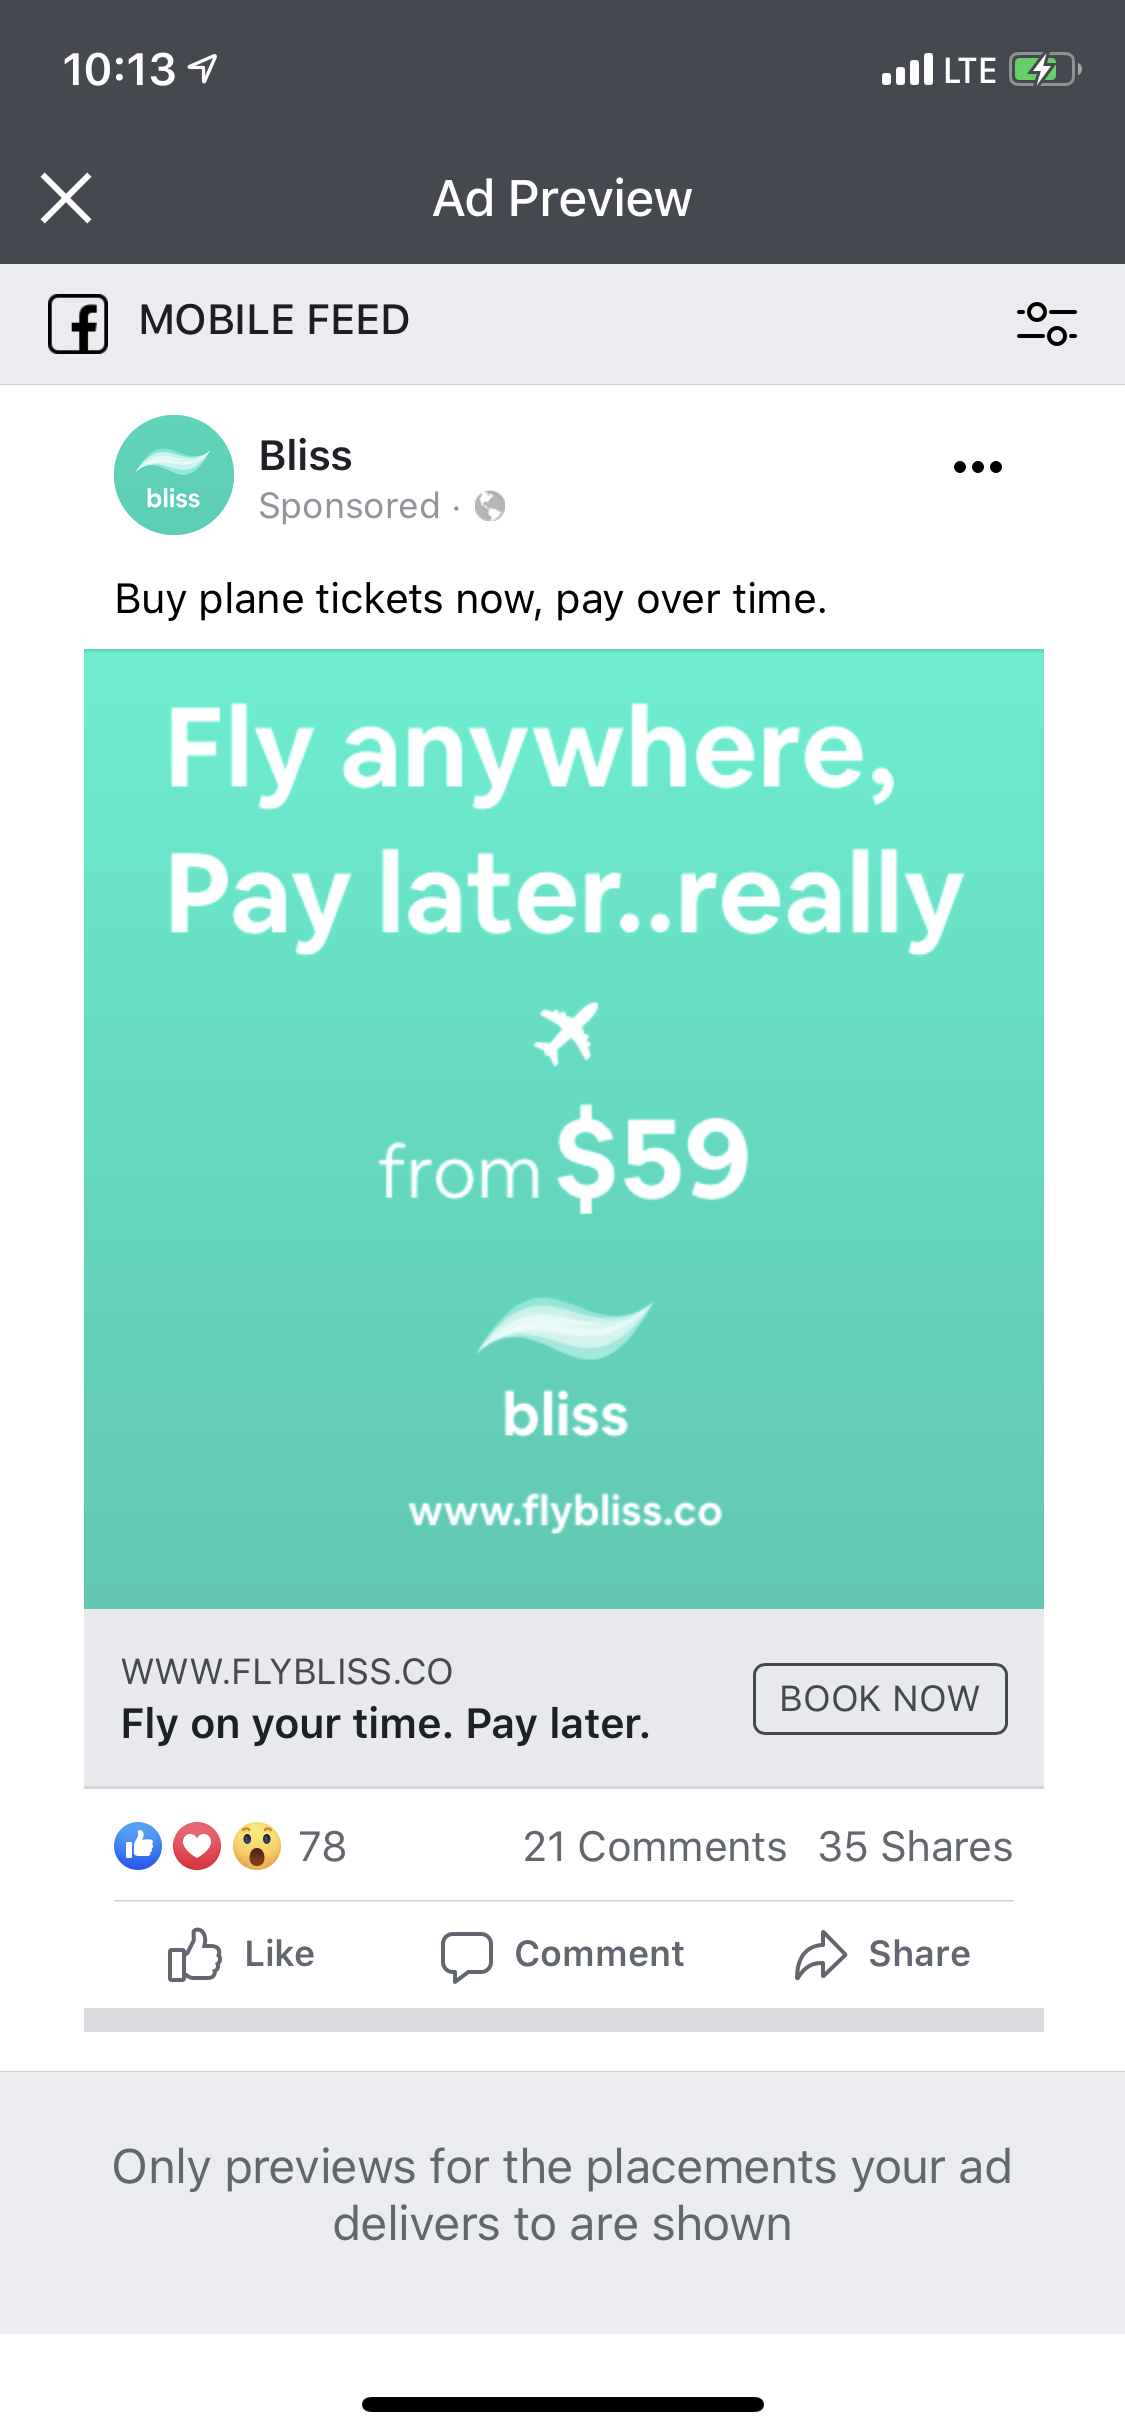 10:13
LTE
Ad Preview
MOBILE FEED
bliss
Bliss
Sponsored ·
Buy plane tickets now, pay over time.
Fly anywhere,
Pay later..really
from $59
bliss
www.flybliss.co
WWW.FLYBLISS.CO
Fly on your time. Pay later.
BOOK NOW
78
21 Comments 35 Shares
Like
Comment
Share
Only previews for the placements your ad
delivers to are shown